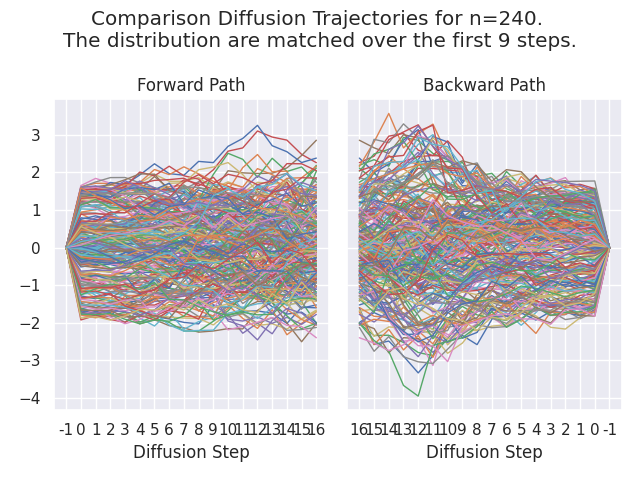 Comparison Diffusion Trajectories for n=240.
The distribution are matched over the first 9 steps.
Forward Path
Backward Path
3
2
1
0
−1
−2
−3
−4
-1 0 1 2 3 4 5 6 7 8 9 10 11 12 13 14 15 16
16 15 14 13 12 11 10 9 8 7 6 5 4 3 2 1 0 -1
Diffusion Step
Diffusion Step